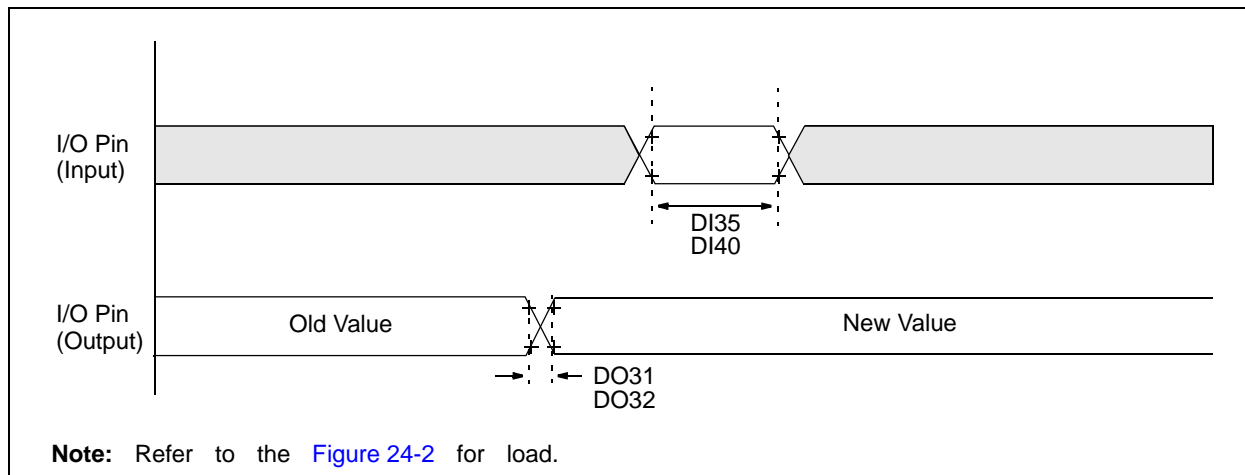 I/O Pin
(Input)
DI35
DI40
I/O Pin
(Output)
Old Value
New Value
DO31
DO32
Note: Refer to the Figure 24-2 for load.